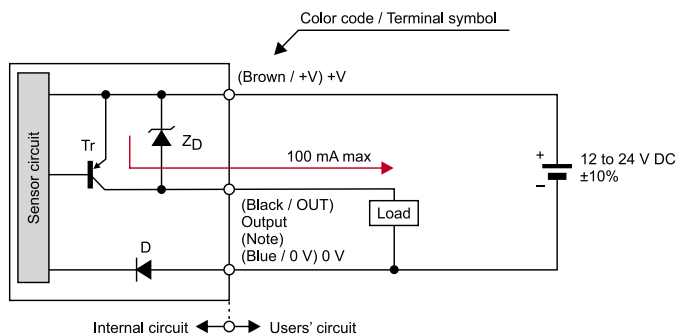 Color code / Terminal symbol
(Brown / +V) +V
Sensor circuit
Tr
ZD
100 mA max
+
12 to 24 V DC
±10%
−
(Black / OUT)
Output
(Note)
(Blue / 0 V) 0 V
Load
D
Internal circuit
Users' circuit